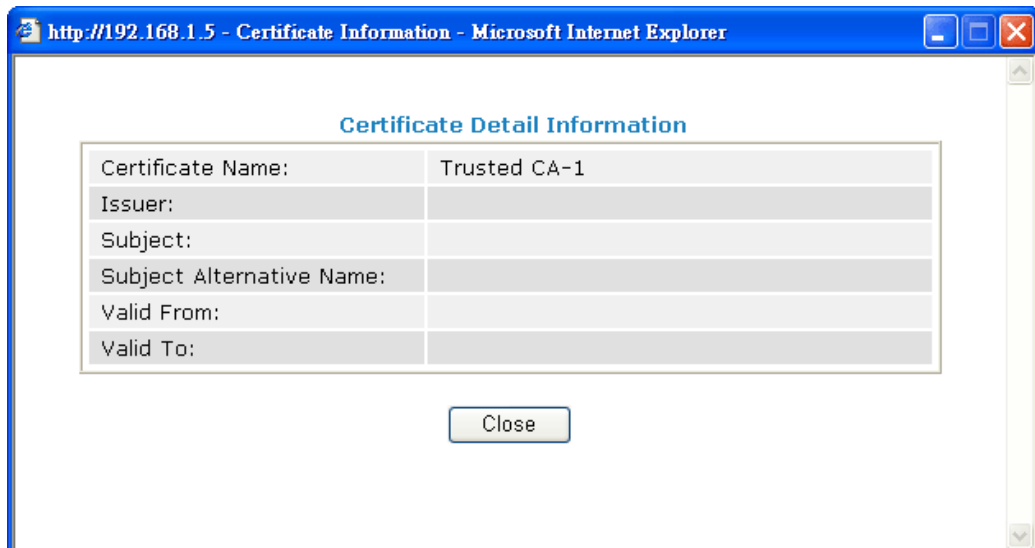 http://192.168.1.5 - Certificate Information - Microsoft Internet Explorer
Certificate Detail Information
Certificate Name: Trusted CA-1
Issuer:
Subject:
Subject Alternative Name:
Valid From:
Valid To:
Close